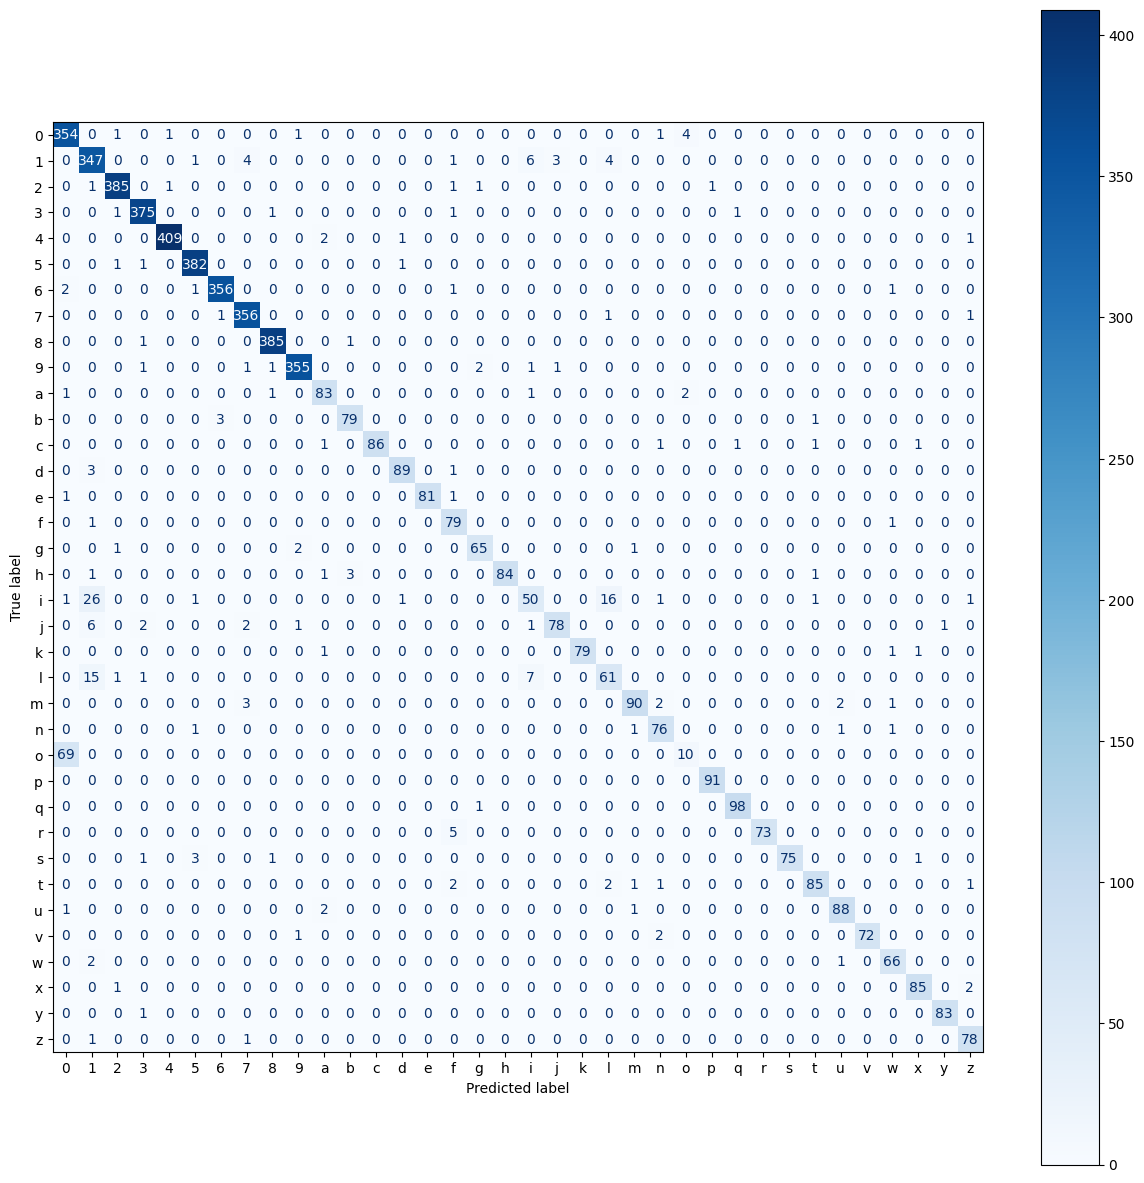 0 354 0 1 0 1 0 0 0 0 1 0 0 0 0 0 0 0 0 0 0 0 0 0 1 4 0 0 0 0 0 0 0 0 0 0 0
1 0 347 0 0 0 1 0 4 0 0 0 0 0 0 0 1 0 0 6 3 0 4 0 0 0 0 0 0 0 0 0 0 0 0 0 0
2 0 1 385 0 1 0 0 0 0 0 0 0 0 0 0 1 1 0 0 0 0 0 0 0 0 1 0 0 0 0 0 0 0 0 0 0
3 0 0 1 375 0 0 0 0 1 0 0 0 0 0 0 1 0 0 0 0 0 0 0 0 0 0 1 0 0 0 0 0 0 0 0 0
4 0 0 0 0 409 0 0 0 0 0 2 0 0 1 0 0 0 0 0 0 0 0 0 0 0 0 0 0 0 0 0 0 0 0 0 1
5 0 0 1 1 0 382 0 0 0 0 0 0 0 1 0 0 0 0 0 0 0 0 0 0 0 0 0 0 0 0 0 0 0 0 0 0
6 2 0 0 0 0 1 356 0 0 0 0 0 0 0 0 1 0 0 0 0 0 0 0 0 0 0 0 0 0 0 0 0 1 0 0 0
7 0 0 0 0 0 0 1 356 0 0 0 0 0 0 0 0 0 0 0 0 0 1 0 0 0 0 0 0 0 0 0 0 0 0 0 1
8 0 0 0 1 0 0 0 0 385 0 0 1 0 0 0 0 0 0 0 0 0 0 0 0 0 0 0 0 0 0 0 0 0 0 0 0
9 0 0 0 1 0 0 0 1 1 355 0 0 0 0 0 0 2 0 1 1 0 0 0 0 0 0 0 0 0 0 0 0 0 0 0 0
a 1 0 0 0 0 0 0 0 1 0 83 0 0 0 0 0 0 0 1 0 0 0 0 0 2 0 0 0 0 0 0 0 0 0 0 0
b 0 0 0 0 0 0 3 0 0 0 0 79 0 0 0 0 0 0 0 0 0 0 0 0 0 0 0 0 0 1 0 0 0 0 0 0
c 0 0 0 0 0 0 0 0 0 0 1 0 86 0 0 0 0 0 0 0 0 0 0 1 0 0 1 0 0 1 0 0 0 1 0 0
d 0 3 0 0 0 0 0 0 0 0 0 0 0 89 0 1 0 0 0 0 0 0 0 0 0 0 0 0 0 0 0 0 0 0 0 0
e 1 0 0 0 0 0 0 0 0 0 0 0 0 0 81 1 0 0 0 0 0 0 0 0 0 0 0 0 0 0 0 0 0 0 0 0
f 0 1 0 0 0 0 0 0 0 0 0 0 0 0 0 79 0 0 0 0 0 0 0 0 0 0 0 0 0 0 0 0 1 0 0 0
g 0 0 1 0 0 0 0 0 0 2 0 0 0 0 0 0 65 0 0 0 0 0 1 0 0 0 0 0 0 0 0 0 0 0 0 0
h 0 1 0 0 0 0 0 0 0 0 1 3 0 0 0 0 0 84 0 0 0 0 0 0 0 0 0 0 0 1 0 0 0 0 0 0
i 1 26 0 0 0 1 0 0 0 0 0 0 0 1 0 0 0 0 50 0 0 16 0 1 0 0 0 0 0 1 0 0 0 0 0 1
j 0 6 0 2 0 0 0 2 0 1 0 0 0 0 0 0 0 0 1 78 0 0 0 0 0 0 0 0 0 0 0 0 0 0 1 0
k 0 0 0 0 0 0 0 0 0 0 1 0 0 0 0 0 0 0 0 0 79 0 0 0 0 0 0 0 0 0 0 0 1 1 0 0
l 0 15 1 1 0 0 0 0 0 0 0 0 0 0 0 0 0 0 7 0 0 61 0 0 0 0 0 0 0 0 0 0 0 0 0 0
m 0 0 0 0 0 0 0 3 0 0 0 0 0 0 0 0 0 0 0 0 0 0 90 2 0 0 0 0 0 0 2 0 1 0 0 0
n 0 0 0 0 0 1 0 0 0 0 0 0 0 0 0 0 0 0 0 0 0 0 1 76 0 0 0 0 0 0 1 0 1 0 0 0
o 69 0 0 0 0 0 0 0 0 0 0 0 0 0 0 0 0 0 0 0 0 0 0 0 10 0 0 0 0 0 0 0 0 0 0 0
p 0 0 0 0 0 0 0 0 0 0 0 0 0 0 0 0 0 0 0 0 0 0 0 0 0 91 0 0 0 0 0 0 0 0 0 0
q 0 0 0 0 0 0 0 0 0 0 0 0 0 0 0 0 1 0 0 0 0 0 0 0 0 0 98 0 0 0 0 0 0 0 0 0
r 0 0 0 0 0 0 0 0 0 0 0 0 0 0 0 5 0 0 0 0 0 0 0 0 0 0 0 73 0 0 0 0 0 0 0 0
s 0 0 0 1 0 3 0 0 1 0 0 0 0 0 0 0 0 0 0 0 0 0 0 0 0 0 0 0 75 0 0 0 0 1 0 0
t 0 0 0 0 0 0 0 0 0 0 0 0 0 0 0 2 0 0 0 0 0 2 1 1 0 0 0 0 0 85 0 0 0 0 0 1
u 1 0 0 0 0 0 0 0 0 0 2 0 0 0 0 0 0 0 0 0 0 0 1 0 0 0 0 0 0 0 88 0 0 0 0 0
v 0 0 0 0 0 0 0 0 0 1 0 0 0 0 0 0 0 0 0 0 0 0 0 2 0 0 0 0 0 0 0 72 0 0 0 0
w 0 2 0 0 0 0 0 0 0 0 0 0 0 0 0 0 0 0 0 0 0 0 0 0 0 0 0 0 0 0 1 0 66 0 0 0
x 0 0 1 0 0 0 0 0 0 0 0 0 0 0 0 0 0 0 0 0 0 0 0 0 0 0 0 0 0 0 0 0 0 85 0 2
y 0 0 0 1 0 0 0 0 0 0 0 0 0 0 0 0 0 0 0 0 0 0 0 0 0 0 0 0 0 0 0 0 0 0 83 0
z 0 1 0 0 0 0 0 1 0 0 0 0 0 0 0 0 0 0 0 0 0 0 0 0 0 0 0 0 0 0 0 0 0 0 0 78
0 1 2 3 4 5 6 7 8 9 a b c d e f g h i j k l m n o p q r s t u v w x y z
Predicted label
True label
400
350
300
250
200
150
100
50
0